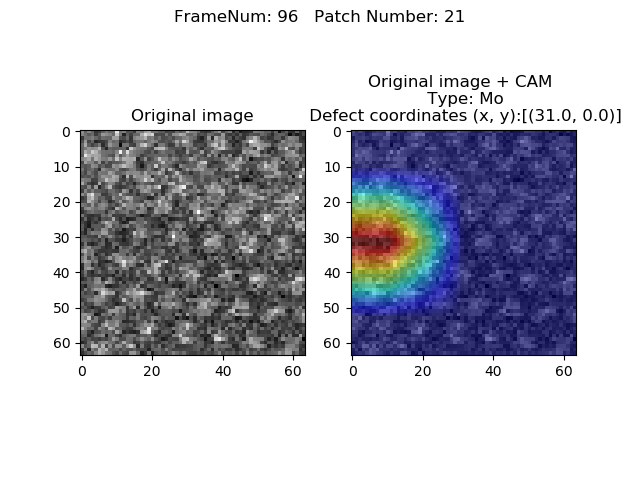 FrameNum: 96   Patch Number: 21
Original image
Original image + CAM
Type: Mo
Defect coordinates (x, y):[(31.0, 0.0)]
0
10
20
30
40
50
60
0 20 40 60
0
10
20
30
40
50
60
0 20 40 60